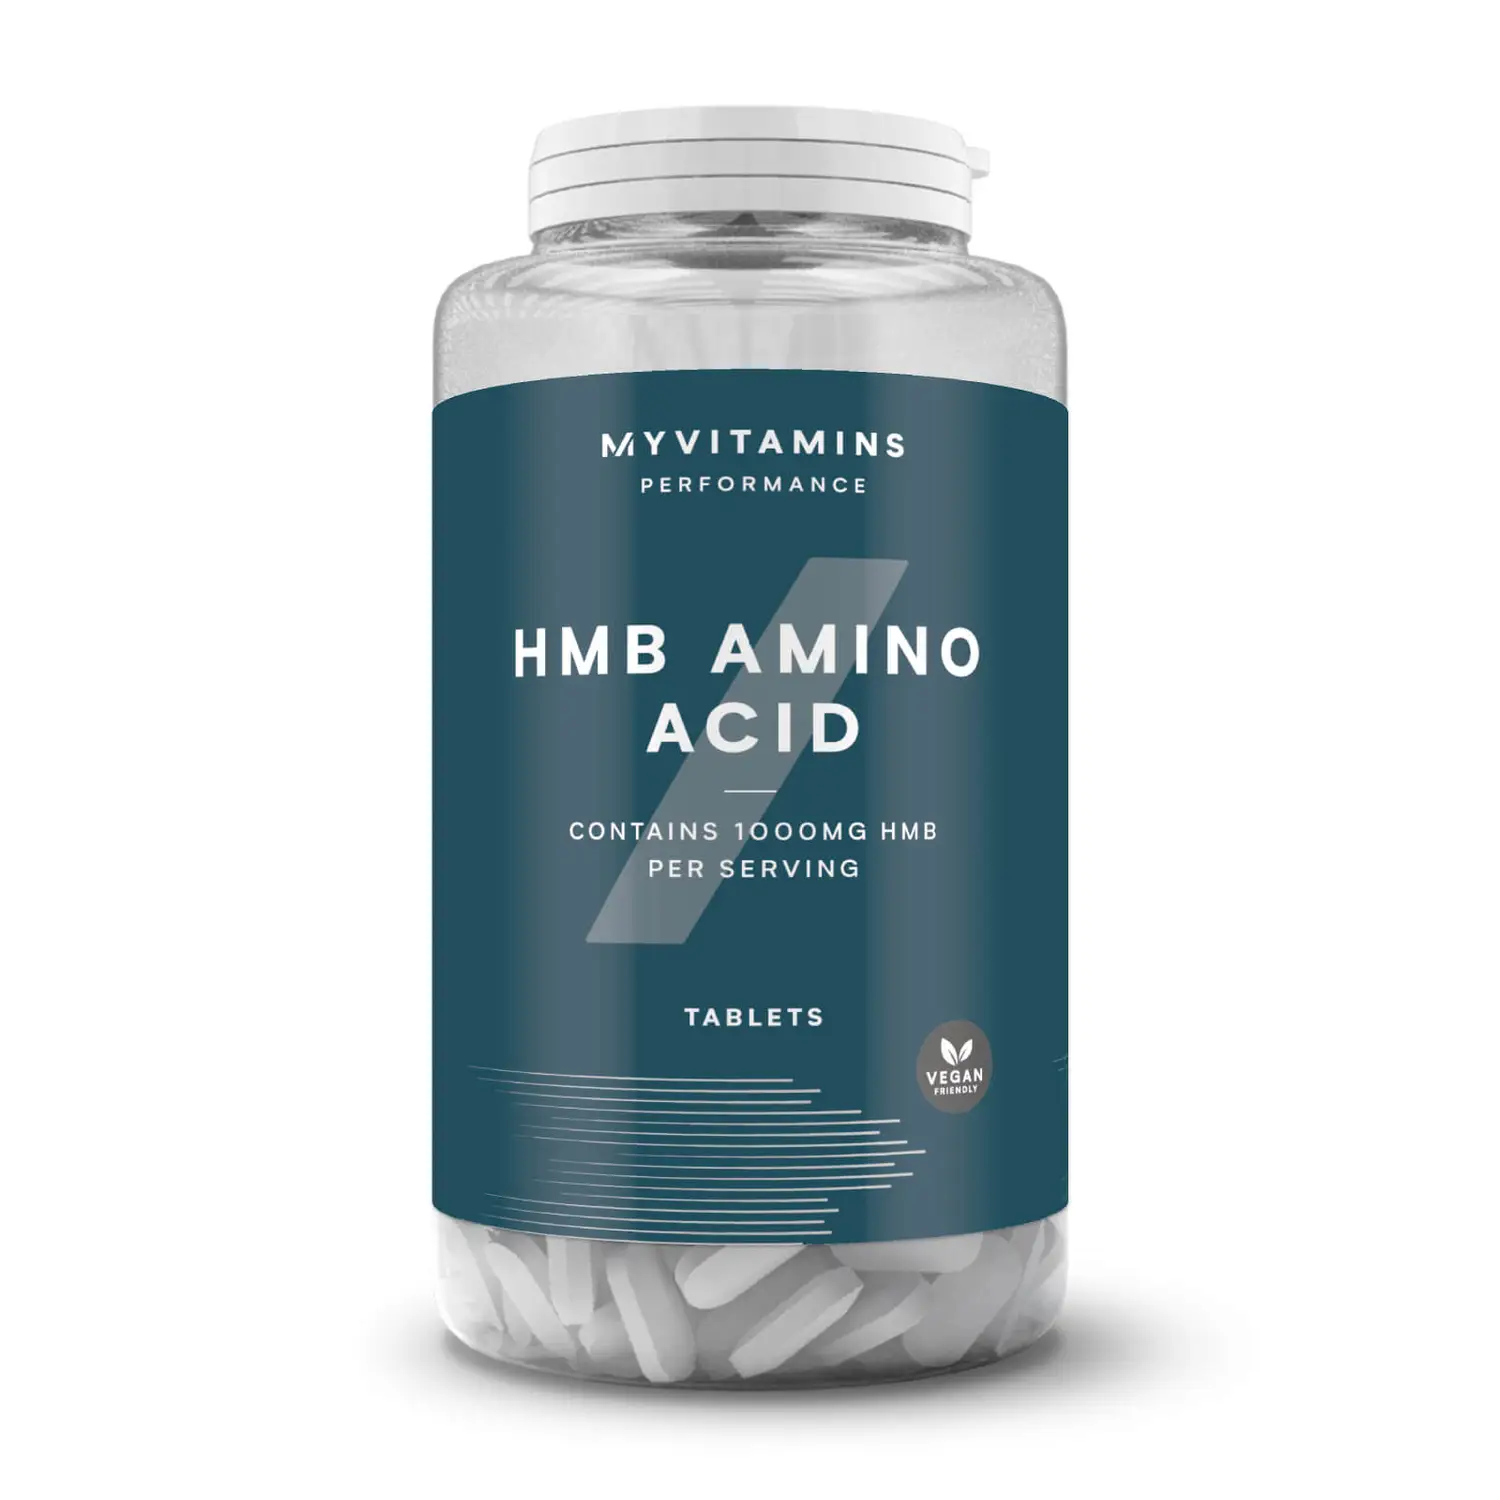 MYVITAMINS
PERFORMANCE
HMB AMINO
ACID
CONTAINS 1000MG HMB
PER SERVING
TABLETS
VEGAN
FRIENDLY